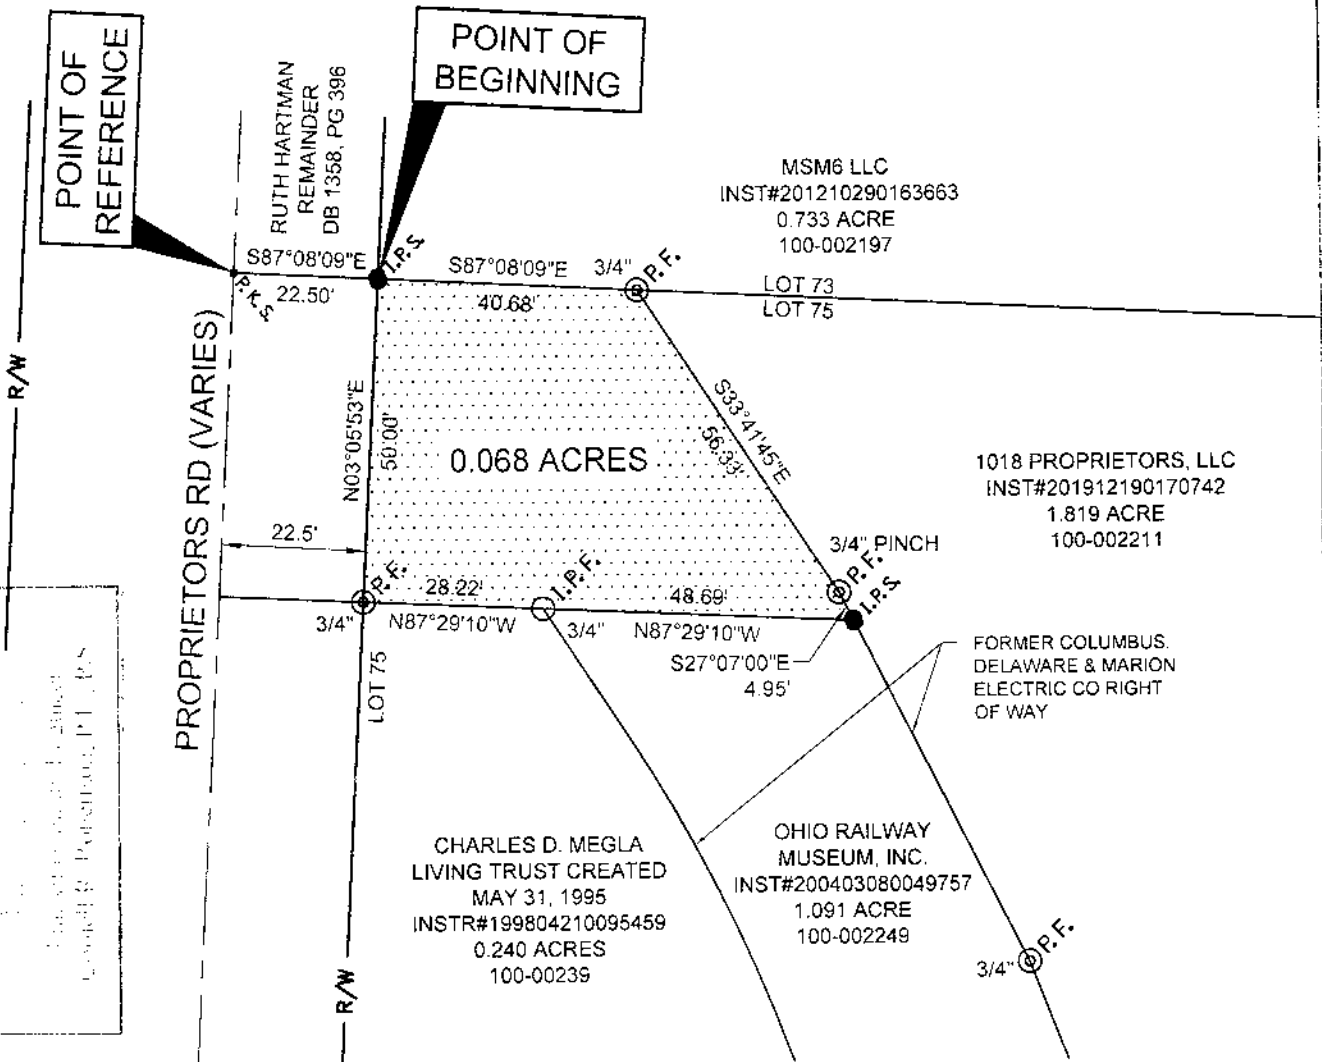 POINT OF
REFERENCE
RUTH HARTMAN
REMAINDER
DB 1358, PG 396
POINT OF
BEGINNING
MSM6 LLC
INST#201210290163663
0.733 ACRE
100-002197
S87°08'09"E
22.50'
P.K.S.
I.P.S.
S87°08'09"E
40.68'
3/4"
P.F.
LOT 73
LOT 75
R/W
PROPRIETORS RD (VARIES)
N03°05'53"E
50.00'
0.068 ACRES
S33°41'45"E
56.33'
1018 PROPRIETORS, LLC
INST#201912190170742
1.819 ACRE
100-002211
22.5'
3/4" PINCH
P.F.
I.P.S.
P.F.
3/4"
28.22'
N87°29'10"W
I.P.F.
3/4"
48.69'
N87°29'10"W
S27°07'00"E
4.95'
FORMER COLUMBUS.
DELAWARE & MARION
ELECTRIC CO RIGHT
OF WAY
LOT 75
CHARLES D. MEGLA
LIVING TRUST CREATED
MAY 31, 1995
INSTR#199804210095459
0.240 ACRES
100-00239
OHIO RAILWAY
MUSEUM, INC.
INST#200403080049757
1.091 ACRE
100-002249
3/4"
P.F.
R/W